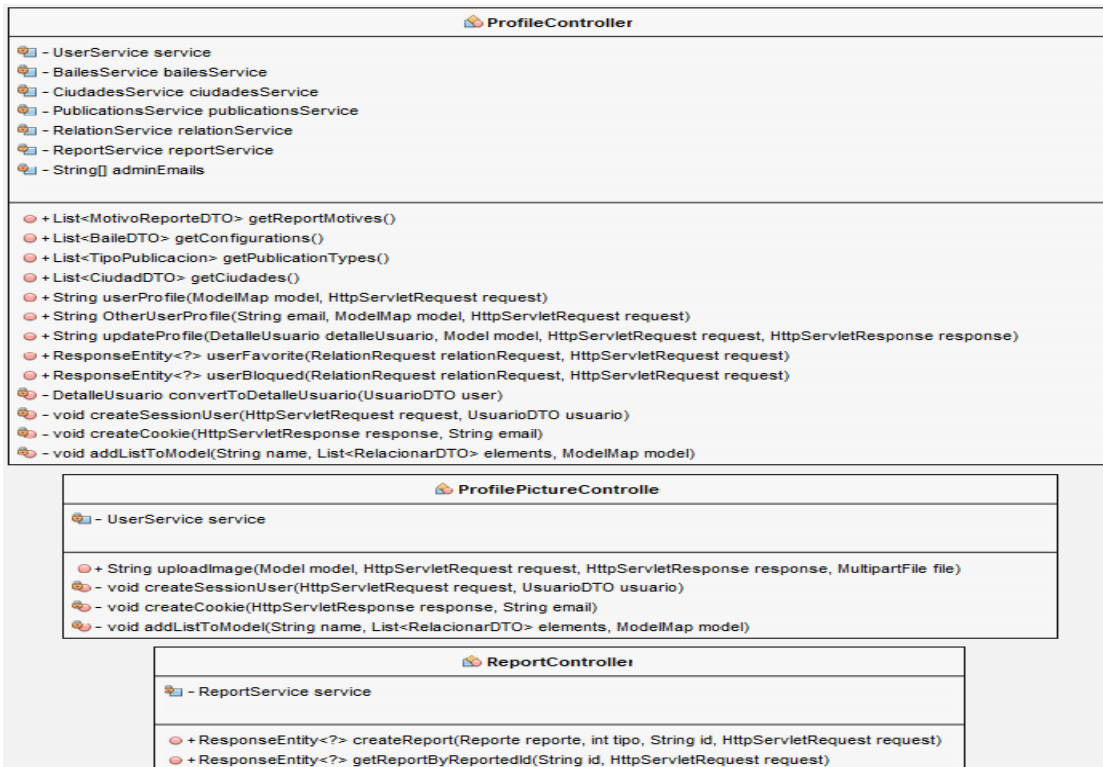 ProfileController
- UserService service
- BailesService bailesService
- CiudadesService ciudadesService
- PublicationsService publicationsService
- RelationService relationService
- ReportService reportService
- String[] adminEmails
+ List<MotivoReporteDTO> getReportMotives()
+ List<BaileDTO> getConfigurations()
+ List<TipoPublicacion> getPublicationTypes()
+ List<CiudadDTO> getCiudades()
+ String userProfile(ModelMap model, HttpServletRequest request)
+ String OtherUserProfile(String email, ModelMap model, HttpServletRequest request)
+ String updateProfile(DetalleUsuario detalleUsuario, Model model, HttpServletRequest request, HttpServletResponse response)
+ ResponseEntity<?> userFavorite(RelationRequest relationRequest, HttpServletRequest request)
+ ResponseEntity<?> userBloqued(RelationRequest relationRequest, HttpServletRequest request)
- DetalleUsuario convertToDetalleUsuario(UsuarioDTO user)
- void createSessionUser(HttpServletRequest request, UsuarioDTO usuario)
- void createCookie(HttpServletResponse response, String email)
- void addListToModel(String name, List<RelacionarDTO> elements, ModelMap model)
ProfilePictureControlle
- UserService service
+ String uploadImage(Model model, HttpServletRequest request, HttpServletResponse response, MultipartFile file)
- void createSessionUser(HttpServletRequest request, UsuarioDTO usuario)
- void createCookie(HttpServletResponse response, String email)
- void addListToModel(String name, List<RelacionarDTO> elements, ModelMap model)
ReportController
- ReportService service
+ ResponseEntity<?> createReport(Reporte reporte, int tipo, String id, HttpServletRequest request)
+ ResponseEntity<?> getReportByReportedId(String id, HttpServletRequest request)